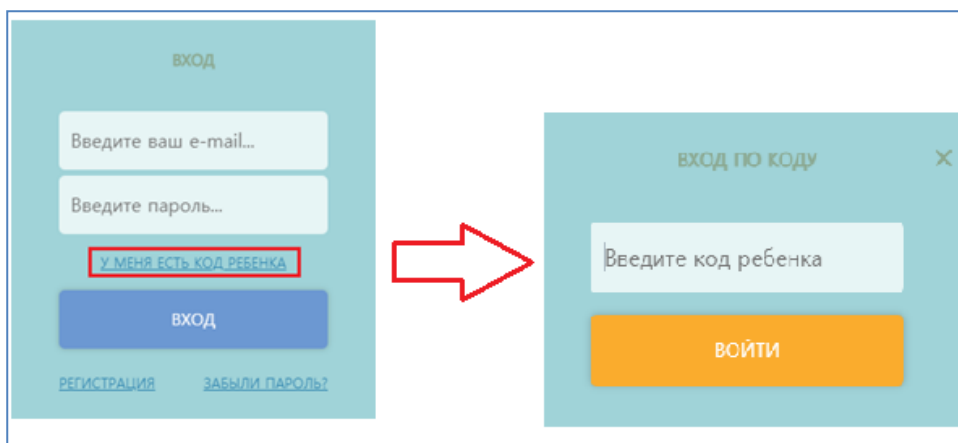 ВХОД
Введите ваш e-mail...
Введите пароль...
У МЕНЯ ЕСТЬ КОД РЕБЕНКА
ВХОД
РЕГИСТРАЦИЯ ЗАБЫЛИ ПАРОЛЬ?
ВХОД ПО КОДУ
Введите код ребенка
ВОЙТИ